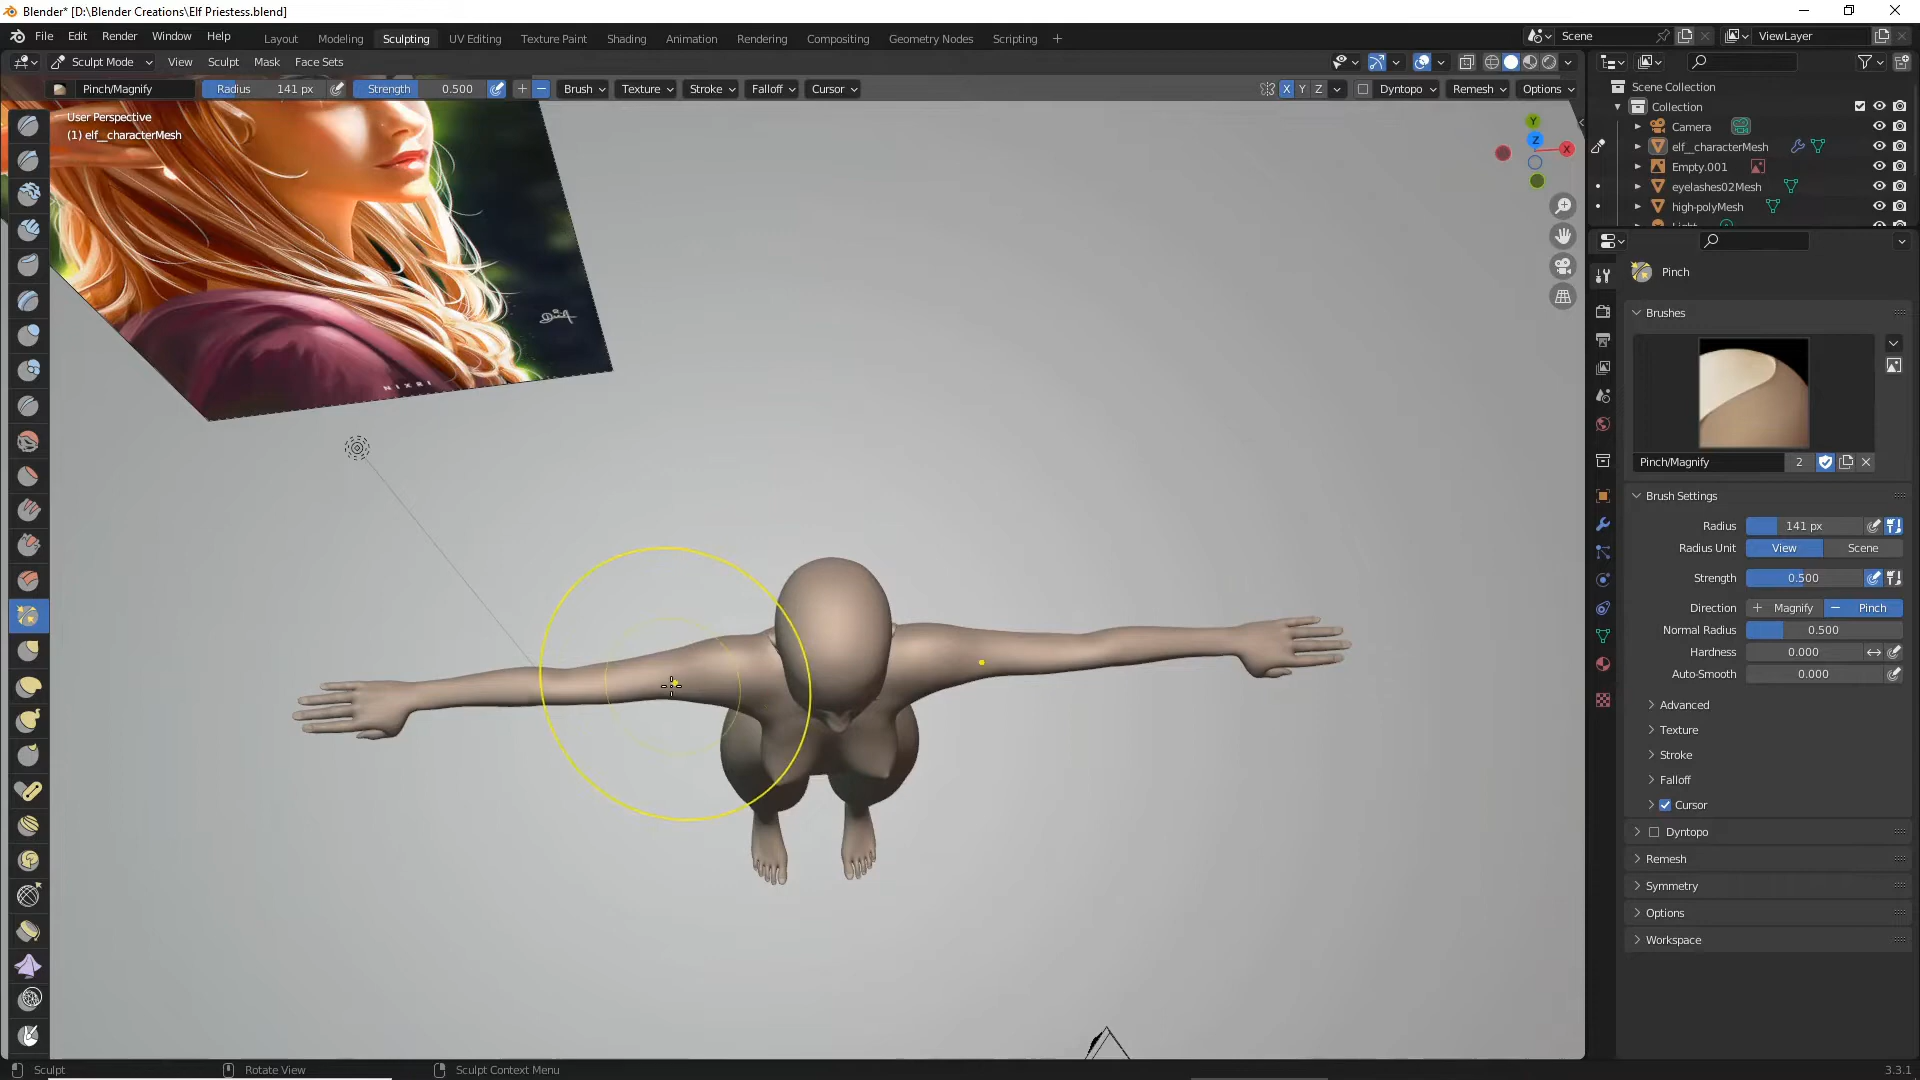 Blender* [D:\Blender Creations\Elf Priestess.blend]
File Edit Render Window Help
Layout Modeling Sculpting UV Editing Texture Paint Shading Animation Rendering Compositing Geometry Nodes Scripting +
Scene
ViewLayer
Sculpt Mode View Sculpt Mask Face Sets
Pinch/Magnify Radius 141 px Strength 0.500 Brush Texture Stroke Falloff Cursor
X Y Z Dyntopo Remesh Options
User Perspective
(1) elf__characterMesh
Y
Z
X
NIXRI
Scene Collection
Collection
Camera
elf__characterMesh
Empty.001
eyelashes02Mesh
high-polyMesh
Light
Pinch
Brushes
Pinch/Magnify 2
Brush Settings
Radius 141 px
Radius Unit View Scene
Strength 0.500
Direction + Magnify − Pinch
Normal Radius 0.500
Hardness 0.000
Auto-Smooth 0.000
Advanced
Texture
Stroke
Falloff
Cursor
Dyntopo
Remesh
Symmetry
Options
Workspace
Sculpt Rotate View Sculpt Context Menu 3.3.1